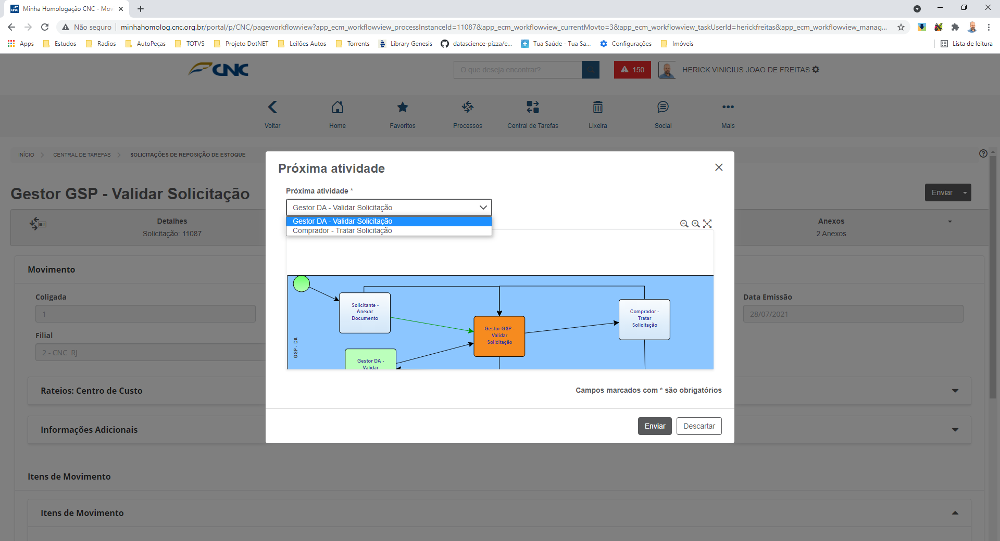 Minha Homologação CNC - Mov
Não seguro
minhahomolog.cnc.org.br/portal/p/CNC/pageworkflowview?app_ecm_workflowview_processInstanceId=11087&app_ecm_workflowview_currentMovto=3&app_ecm_workflowview_taskUserId=herickfreitas&app_ecm_workflowview_manag...
Apps
Estudos
Radios
AutoPeças
TOTVS
Projeto DotNET
Leilões Autos
Torrents
Library Genesis
datascience-pizza/e...
Tua Saúde - Tua Sa...
Configurações
Imóveis
Lista de leitura
CNC
O que deseja encontrar?
150
HERICK VINICIUS JOAO DE FREITAS
Voltar
Home
Favoritos
Processos
Central de Tarefas
Lixeira
Social
Mais
INÍCIO
CENTRAL DE TAREFAS
SOLICITAÇÕES DE REPOSIÇÃO DE ESTOQUE
Gestor GSP - Validar Solicitação
Enviar
Detalhes
Solicitação: 11087
Anexos
2 Anexos
Movimento
Coligada
1
Filial
2 - CNC RJ
Data Emissão
28/07/2021
Rateios: Centro de Custo
Informações Adicionais
Itens de Movimento
Itens de Movimento
Próxima atividade
Próxima atividade *
Gestor DA - Validar Solicitação
Gestor DA - Validar Solicitação
Comprador - Tratar Solicitação
Solicitante -
Anexar
Documento
Gestor GSP -
Validar
Solicitação
Comprador -
Tratar
Solicitação
GSP - DA
Gestor DA -
Validar
Campos marcados com * são obrigatórios
Enviar
Descartar